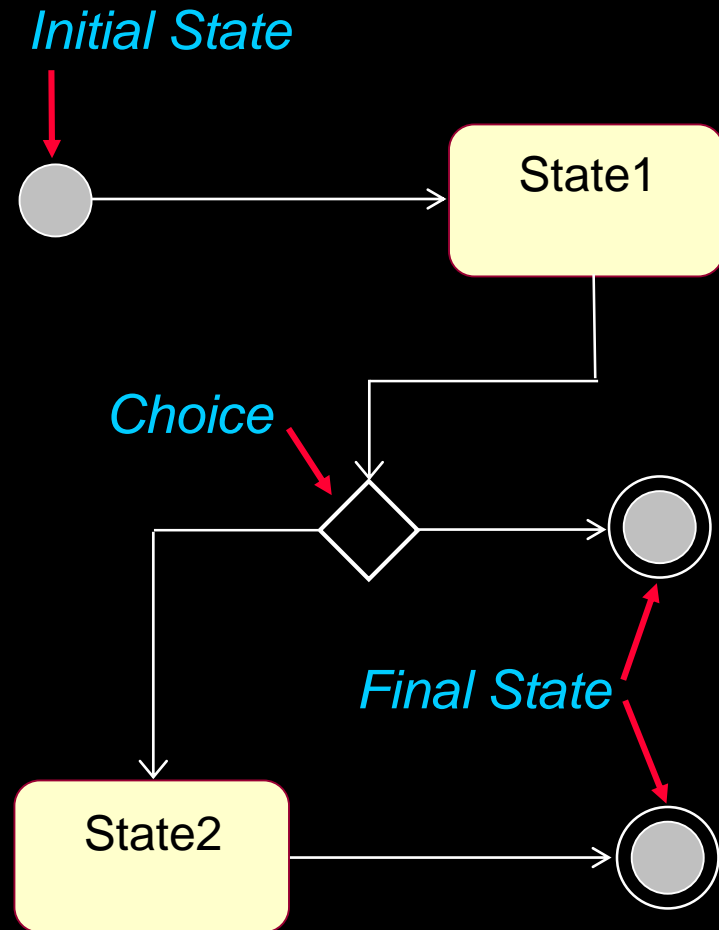 Initial State
State1
Choice
Final State
State2